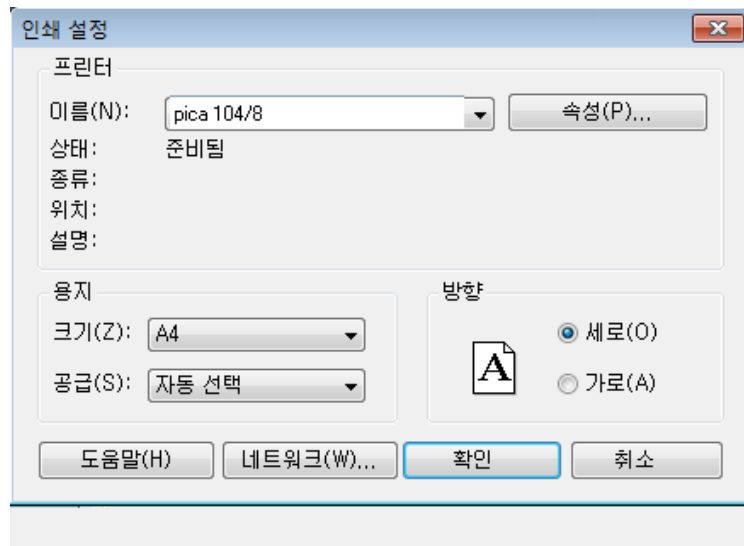 인쇄 설정
프린터
이름(N): pica 104/8 속성(P)...
상태: 준비됨
종류:
위치:
설명:
용지
크기(Z): A4
공급(S): 자동 선택
방향
A
세로(O)
가로(A)
도움말(H) 네트워크(W)... 확인 취소